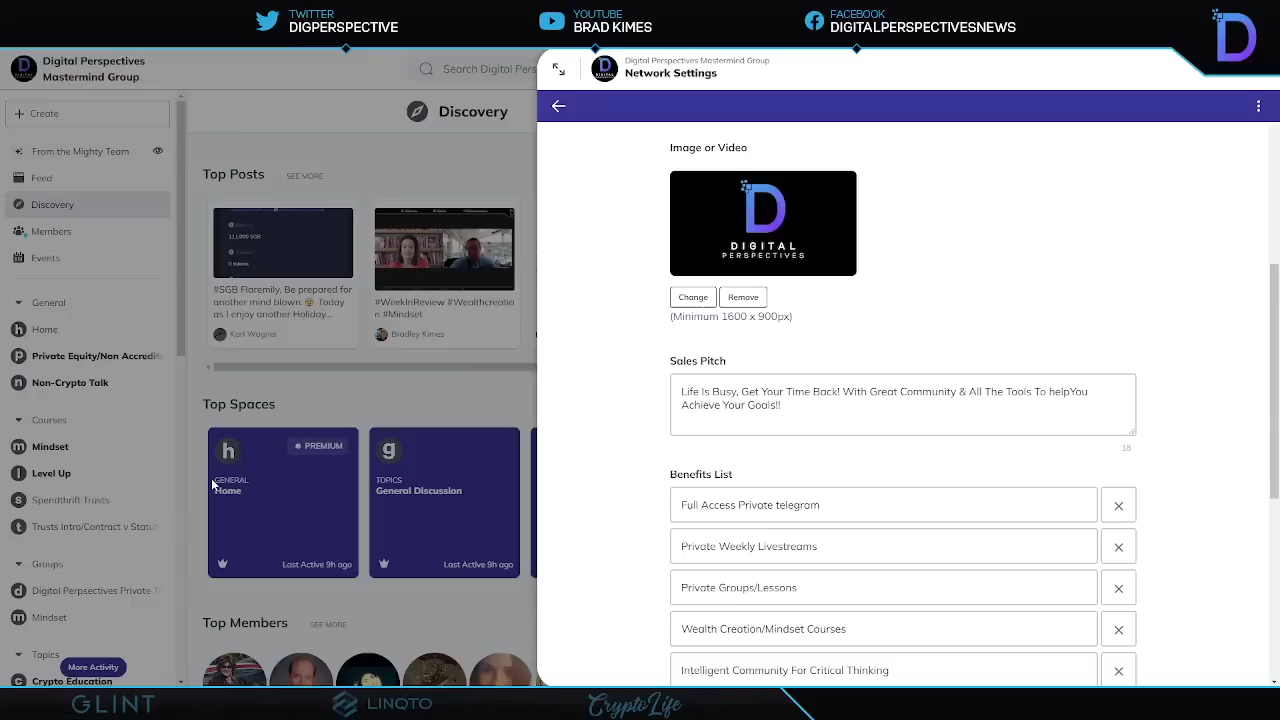 TWITTER
DIGPERSPECTIVE
YOUTUBE
BRAD KIMES
FACEBOOK
DIGITALPERSPECTIVESNEWS
Digital Perspectives
Mastermind Group
Search Digital Pers
Create
From the Mighty Team
Feed
Discovery
Members
Events
General
Home
Private Equity/Non Accredite
Non-Crypto Talk
Courses
Mindset
Level Up
Spendthrift Trusts
Trusts Intro/Contract v Statut
Groups
Digital Perpsectives Private T
Mindset
Topics
More Activity
Crypto Education
Discovery
Top Posts
SEE MORE
111,000 SGB
#SGB Flaremily, Be prepared for
another mind blown. 🤯 Today
as I enjoy another Holiday...
Karl Wagner
#WeekInReview #Wealthcreatio
n #Mindset
Bradley Kimes
Top Spaces
h
PREMIUM
GENERAL
Home
Last Active 9h ago
g
TOPICS
General Discussion
Last Active 9h ago
Top Members
SEE MORE
Digital Perspectives Mastermind Group
Network Settings
Image or Video
DIGITAL
PERSPECTIVES
Change
Remove
(Minimum 1600 x 900px)
Sales Pitch
Life Is Busy, Get Your Time Back! With Great Community & All The Tools To helpYou
Achieve Your Goals!!
18
Benefits List
Full Access Private telegram
Private Weekly Livestreams
Private Groups/Lessons
Wealth Creation/Mindset Courses
Intelligent Community For Critical Thinking
GLINT
LINQTO
CryptoLife